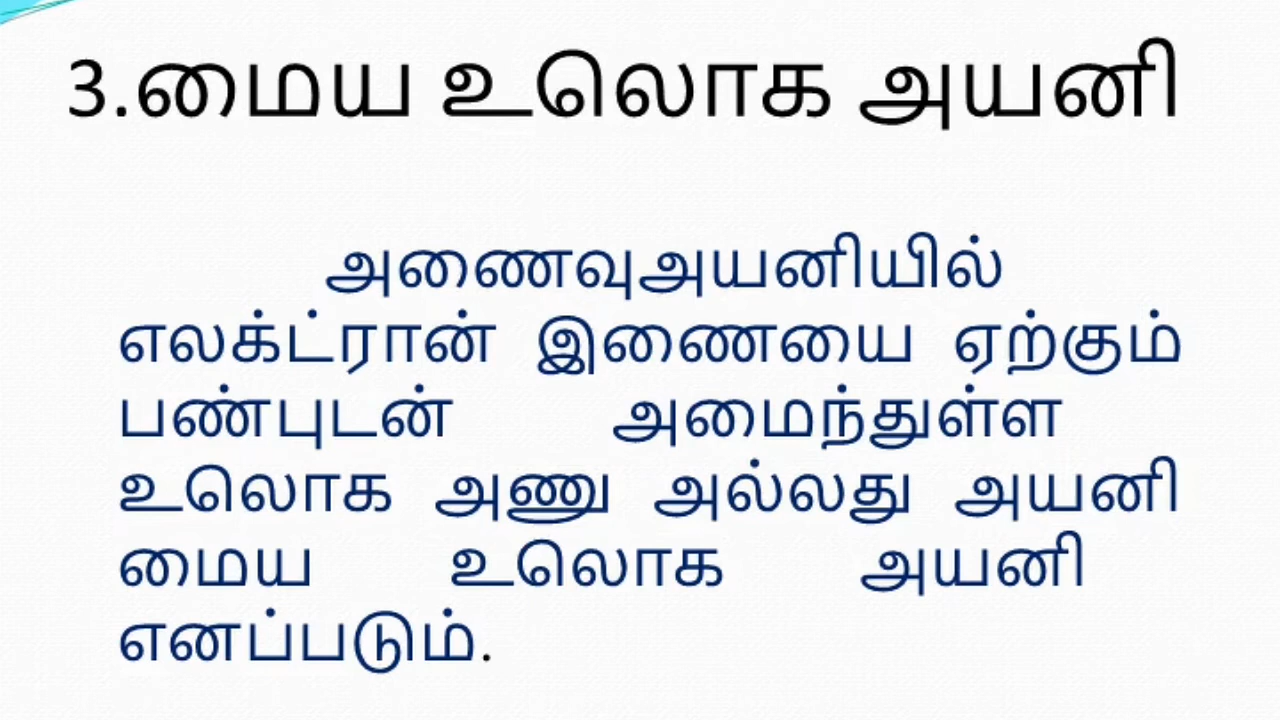 3.மைய உலொக அயனி
அணைவுஅயனியில்
எலக்ட்ரான் இணையை ஏற்கும்
பண்புடன் அமைந்துள்ள
உலொக அணு அல்லது அயனி
மைய உலொக அயனி
எனப்படும்.